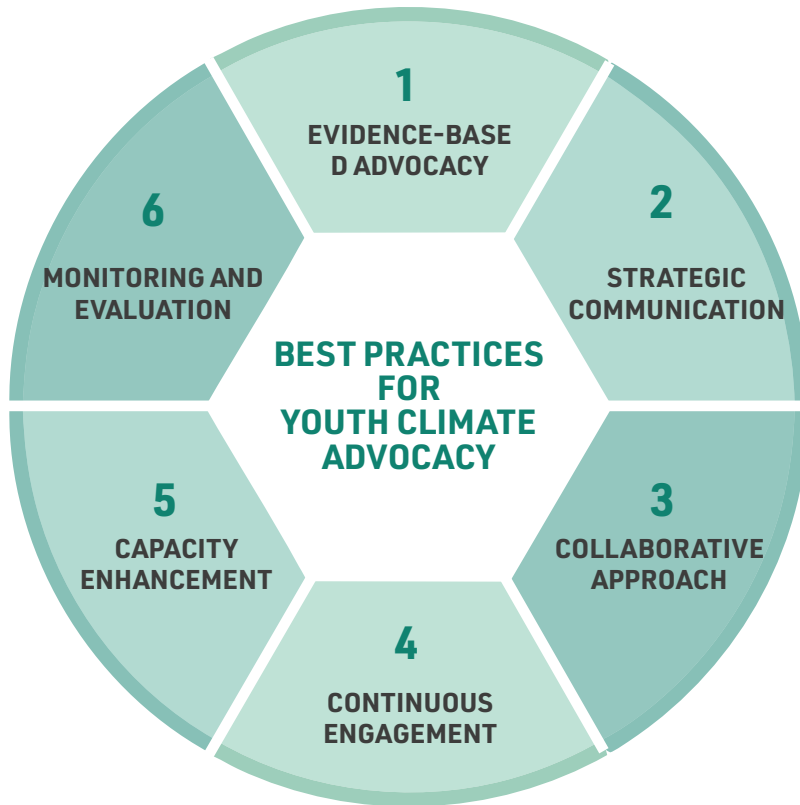 1
EVIDENCE-BASE
D ADVOCACY
2
STRATEGIC
COMMUNICATION
3
COLLABORATIVE
APPROACH
4
CONTINUOUS
ENGAGEMENT
5
CAPACITY
ENHANCEMENT
6
MONITORING AND
EVALUATION
BEST PRACTICES
FOR
YOUTH CLIMATE
ADVOCACY